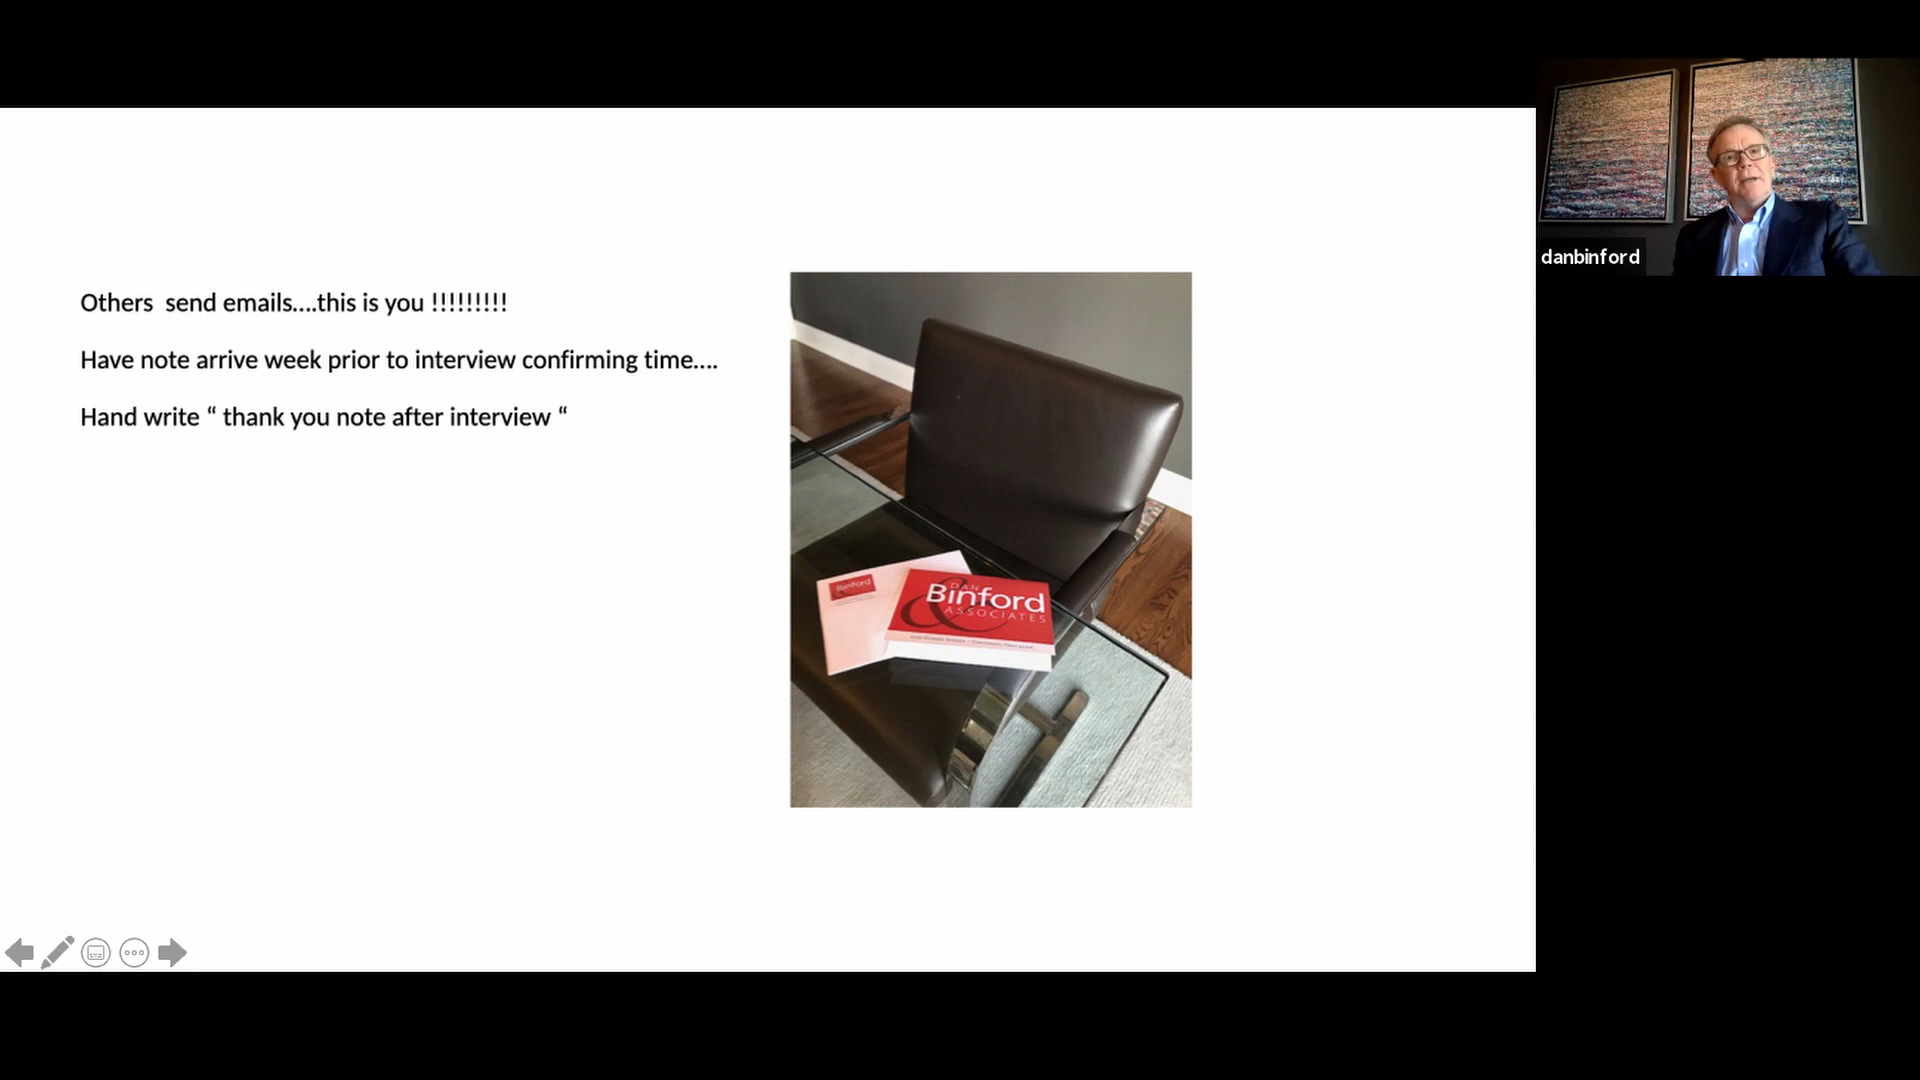 Others  send emails....this is you !!!!!!!!!
Have note arrive week prior to interview confirming time....
Hand write “ thank you note after interview “
Binford
DAN
Binford
&
ASSOCIATES
danbinford